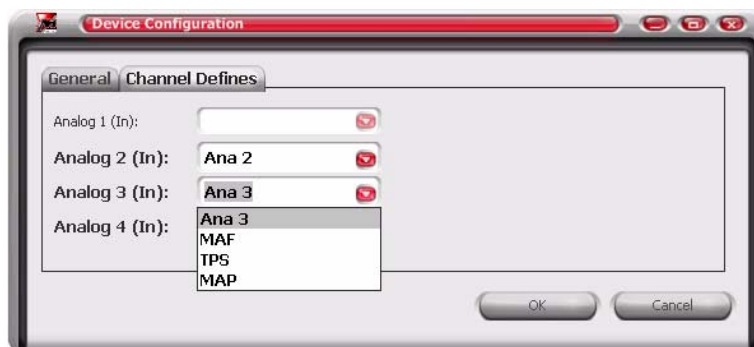 Device Configuration
General Channel Defines
Analog 1 (In):
Analog 2 (In): Ana 2
Analog 3 (In): Ana 3
Analog 4 (In):
Ana 3
MAF
TPS
MAP
OK Cancel